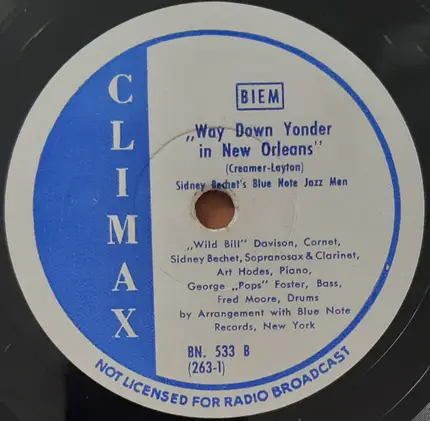 CLIMAX
BIEM
„Way Down Yonder
in New Orleans"
(Creamer-Layton)
Sidney Bechet's Blue Note Jazz Men
„Wild Bill" Davison, Cornet,
Sidney Bechet, Sopranosax & Clarinet,
Art Hodes, Piano,
George „Pops" Foster, Bass,
Fred Moore, Drums
by Arrangement with Blue Note
Records, New York
BN. 533 B
(263-1)
NOT LICENSED FOR RADIO BROADCAST